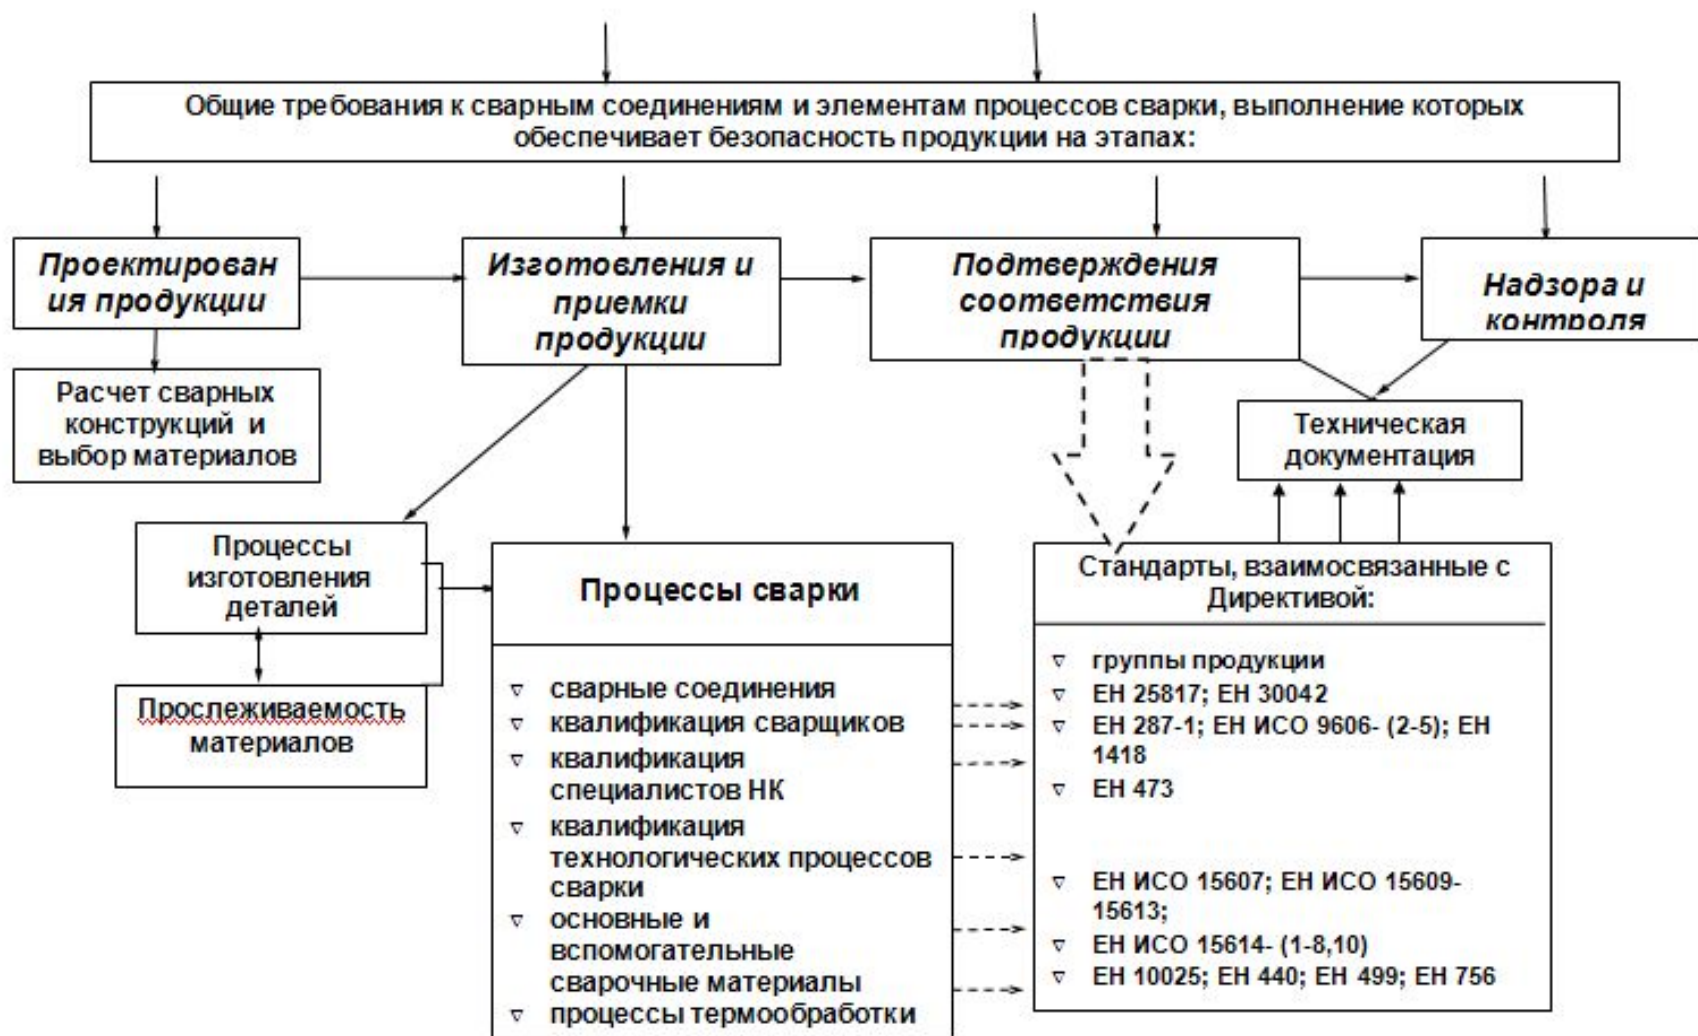 Общие требования к сварным соединениям и элементам процессов сварки, выполнение которых
обеспечивает безопасность продукции на этапах:
Проектирован
ия продукции
Изготовления и
приемки
продукции
Подтверждения
соответствия
продукции
Надзора и
контроля
Расчет сварных
конструкций и
выбор материалов
Техническая
документация
Процессы
изготовления
деталей
Прослеживаемость
материалов
Процессы сварки
▿ сварные соединения
▿ квалификация сварщиков
▿ квалификация
специалистов НК
▿ квалификация
технологических процессов
сварки
▿ основные и
вспомогательные
сварочные материалы
▿ процессы термообработки
Стандарты, взаимосвязанные с
Директивой:
▿ группы продукции
▿ ЕН 25817; ЕН 30042
▿ ЕН 287-1; ЕН ИСО 9606- (2-5); ЕН
1418
▿ ЕН 473
▿ ЕН ИСО 15607; ЕН ИСО 15609-
15613;
▿ ЕН ИСО 15614- (1-8,10)
▿ ЕН 10025; ЕН 440; ЕН 499; ЕН 756